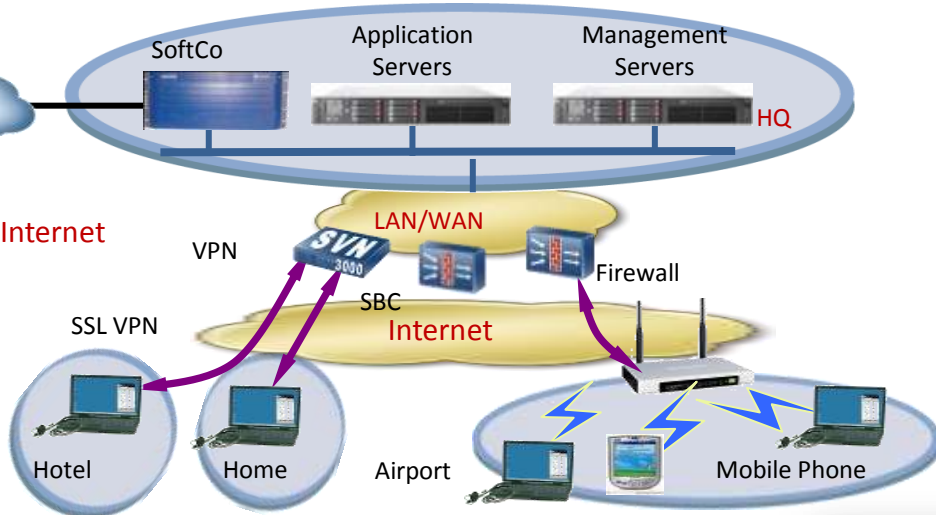 SoftCo
Application
Servers
Management
Servers
HQ
LAN/WAN
Internet
VPN
SVN
3000
Firewall
SBC
Internet
SSL VPN
Hotel
Home
Airport
Mobile Phone